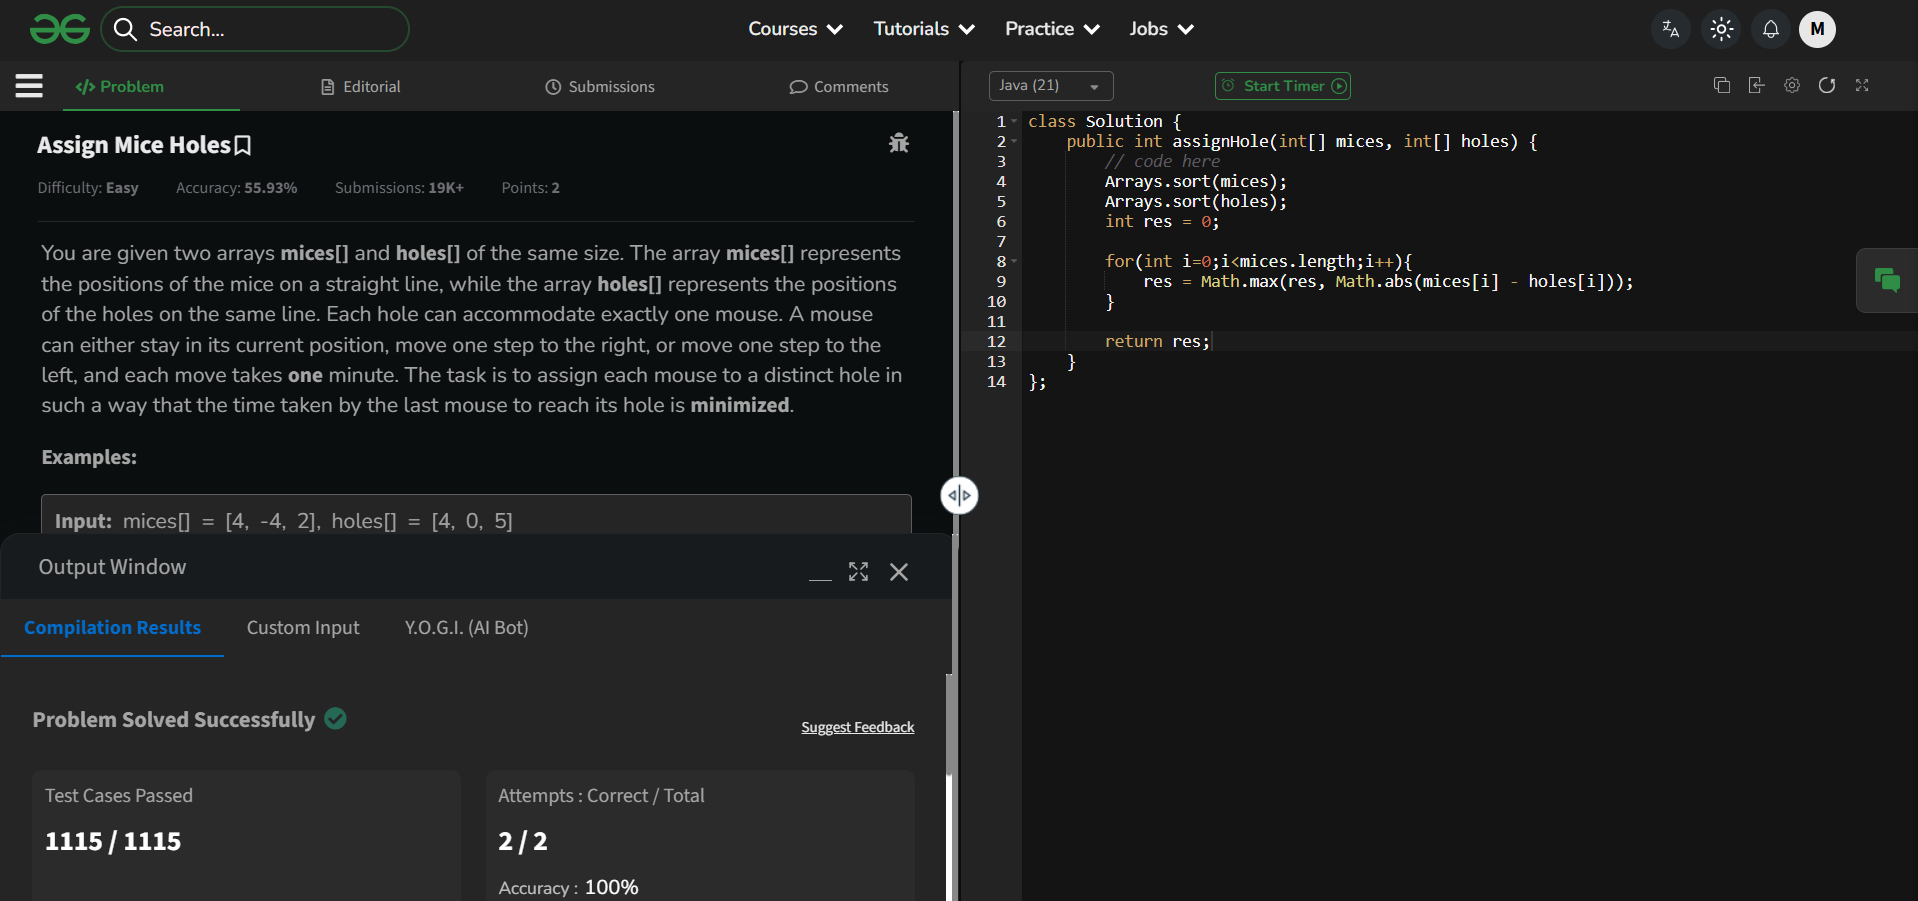 Search...
Courses
Tutorials
Practice
Jobs
M
Problem
Editorial
Submissions
Comments
Java (21)
Start Timer
Assign Mice Holes
Difficulty: Easy
Accuracy: 55.93%
Submissions: 19K+
Points: 2
You are given two arrays mices[] and holes[] of the same size. The array mices[] represents
the positions of the mice on a straight line, while the array holes[] represents the positions
of the holes on the same line. Each hole can accommodate exactly one mouse. A mouse
can either stay in its current position, move one step to the right, or move one step to the
left, and each move takes one minute. The task is to assign each mouse to a distinct hole in
such a way that the time taken by the last mouse to reach its hole is minimized.
Examples:
Input: mices[] = [4, -4, 2], holes[] = [4, 0, 5]
Output Window
Compilation Results
Custom Input
Y.O.G.I. (AI Bot)
Problem Solved Successfully
Suggest Feedback
Test Cases Passed
1115 / 1115
Attempts : Correct / Total
2 / 2
Accuracy : 100%
1 class Solution {
2     public int assignHole(int[] mices, int[] holes) {
3         // code here
4         Arrays.sort(mices);
5         Arrays.sort(holes);
6         int res = 0;
7
8         for(int i=0;i<mices.length;i++){
9             res = Math.max(res, Math.abs(mices[i] - holes[i]));
10         }
11
12         return res;
13     }
14 };